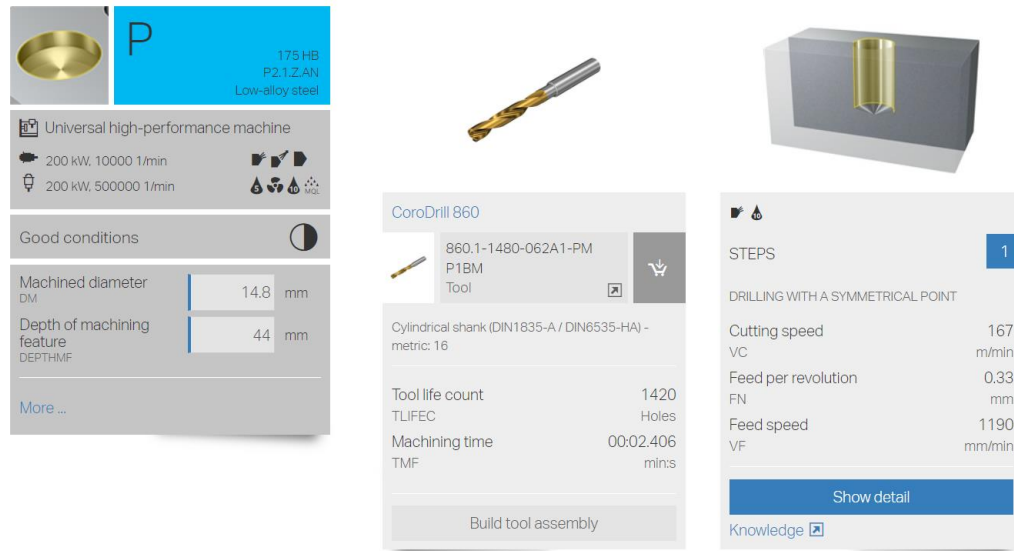 P
175 HB
P2.1.Z.AN
Low-alloy steel
Universal high-performance machine
200 kW, 10000 1/min
200 kW, 500000 1/min
5
10
MQL
Good conditions
Machined diameter
DM
14.8 mm
Depth of machining
feature
DEPTHMF
44 mm
More ...
CoroDrill 860
860.1-1480-062A1-PM
P1BM
Tool
Cylindrical shank (DIN1835-A / DIN6535-HA) -
metric: 16
Tool life count 1420
TLIFEC Holes
Machining time 00:02.406
TMF min:s
Build tool assembly
10
STEPS 1
DRILLING WITH A SYMMETRICAL POINT
Cutting speed 167
VC m/min
Feed per revolution 0.33
FN mm
Feed speed 1190
VF mm/min
Show detail
Knowledge